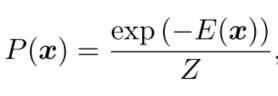 P(x) = exp (−E(x)) / Z,